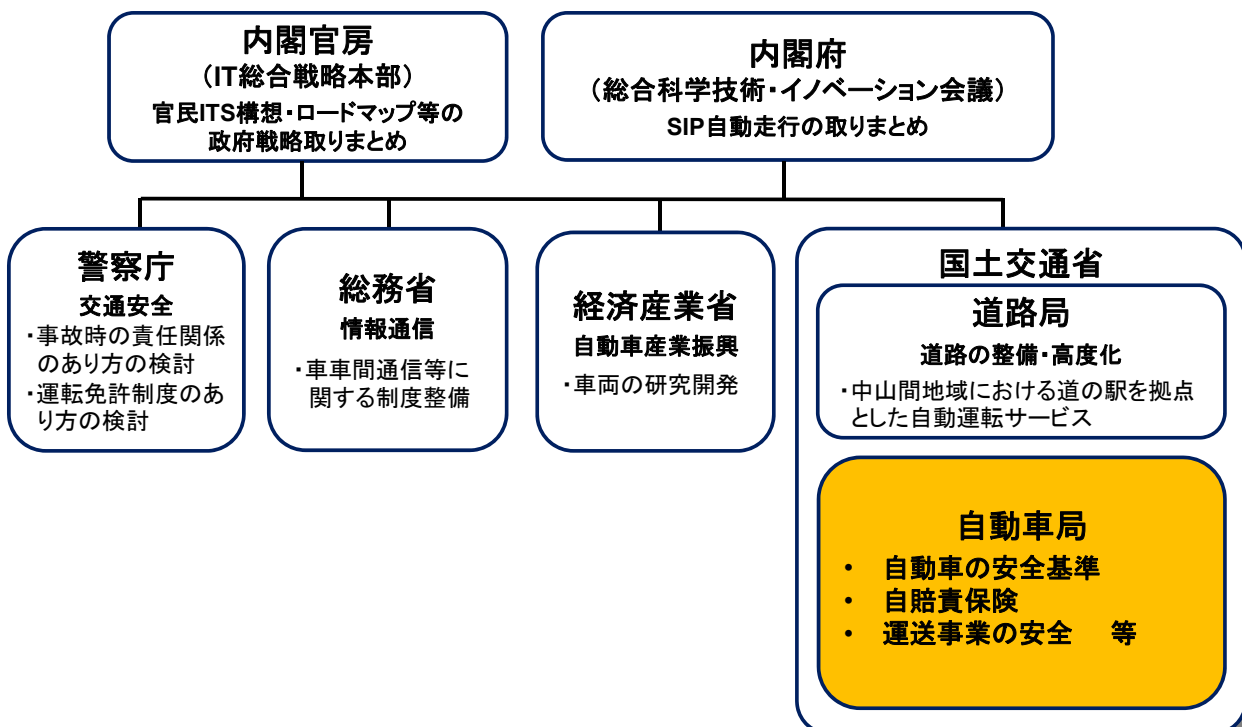 内閣官房
（IT総合戦略本部）
官民ITS構想・ロードマップ等の
政府戦略取りまとめ
内閣府
（総合科学技術・イノベーション会議）
SIP自動走行の取りまとめ
警察庁
交通安全
・事故時の責任関係
のあり方の検討
・運転免許制度のあ
り方の検討
総務省
情報通信
・車車間通信等に
関する制度整備
経済産業省
自動車産業振興
・車両の研究開発
国土交通省
道路局
道路の整備・高度化
・中山間地域における道の駅を拠点
とした自動運転サービス
自動車局
・ 自動車の安全基準
・ 自賠責保険
・ 運送事業の安全 等